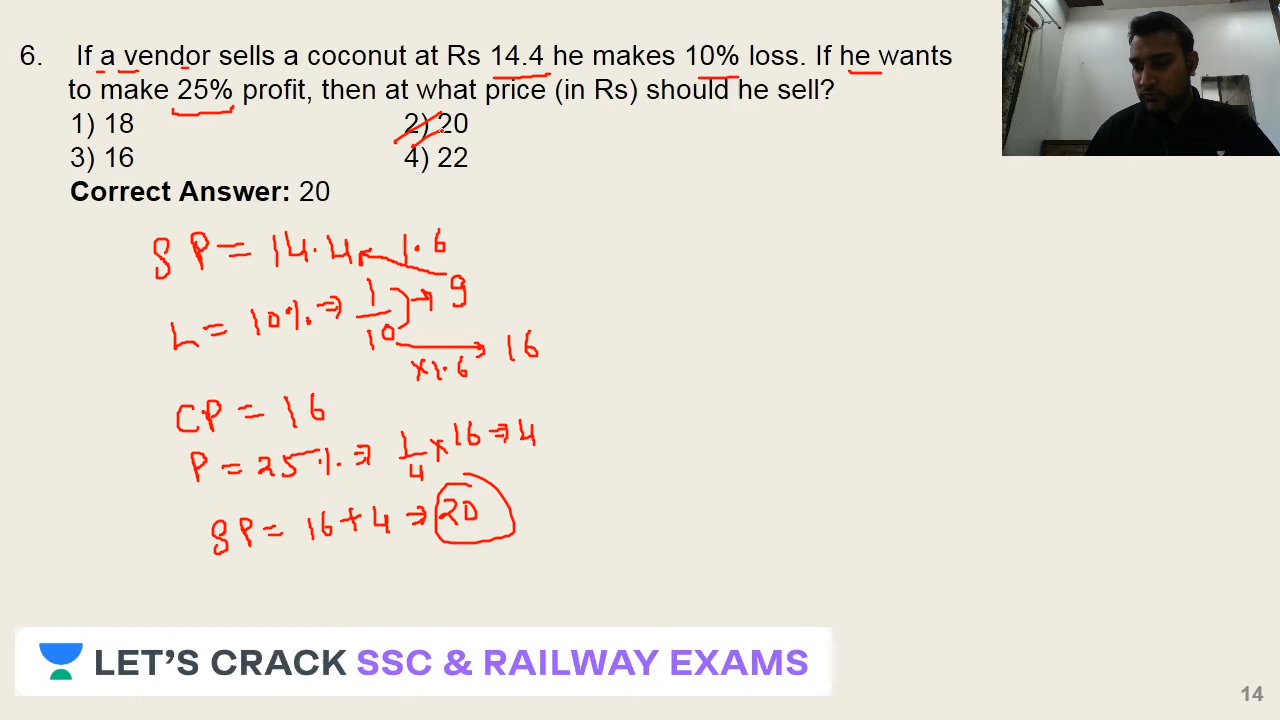 6. If a vendor sells a coconut at Rs 14.4 he makes 10% loss. If he wants
to make 25% profit, then at what price (in Rs) should he sell?
1) 18 2) 20
3) 16 4) 22
Correct Answer: 20
SP = 14.4 1.6
L = 10% ⇒ 1/10 → 9
×1.6 16
CP = 16
P = 25% ⇒ 1/4 × 16 ⇒ 4
SP = 16 + 4 ⇒ 20
LET'S CRACK SSC & RAILWAY EXAMS
14